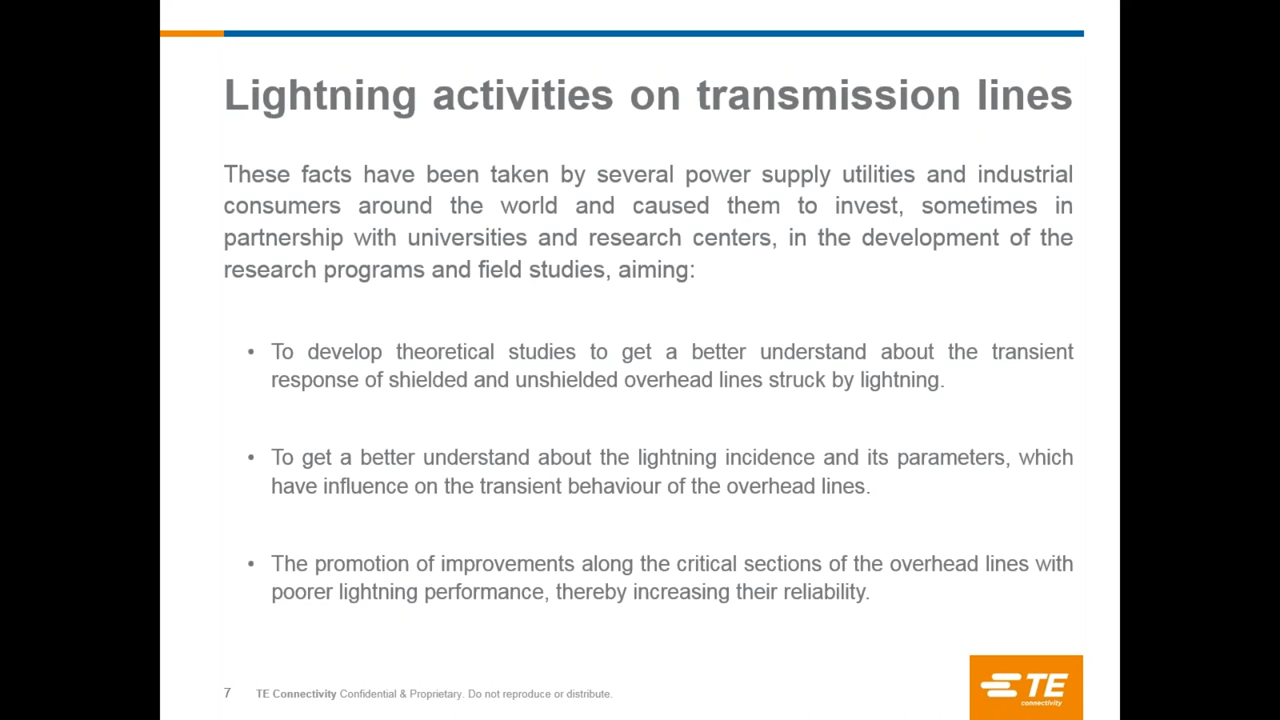 Lightning activities on transmission lines
These facts have been taken by several power supply utilities and industrial
consumers around the world and caused them to invest, sometimes in
partnership with universities and research centers, in the development of the
research programs and field studies, aiming:
• To develop theoretical studies to get a better understand about the transient
response of shielded and unshielded overhead lines struck by lightning.
• To get a better understand about the lightning incidence and its parameters, which
have influence on the transient behaviour of the overhead lines.
• The promotion of improvements along the critical sections of the overhead lines with
poorer lightning performance, thereby increasing their reliability.
7 TE Connectivity Confidential & Proprietary. Do not reproduce or distribute.
TE
connectivity